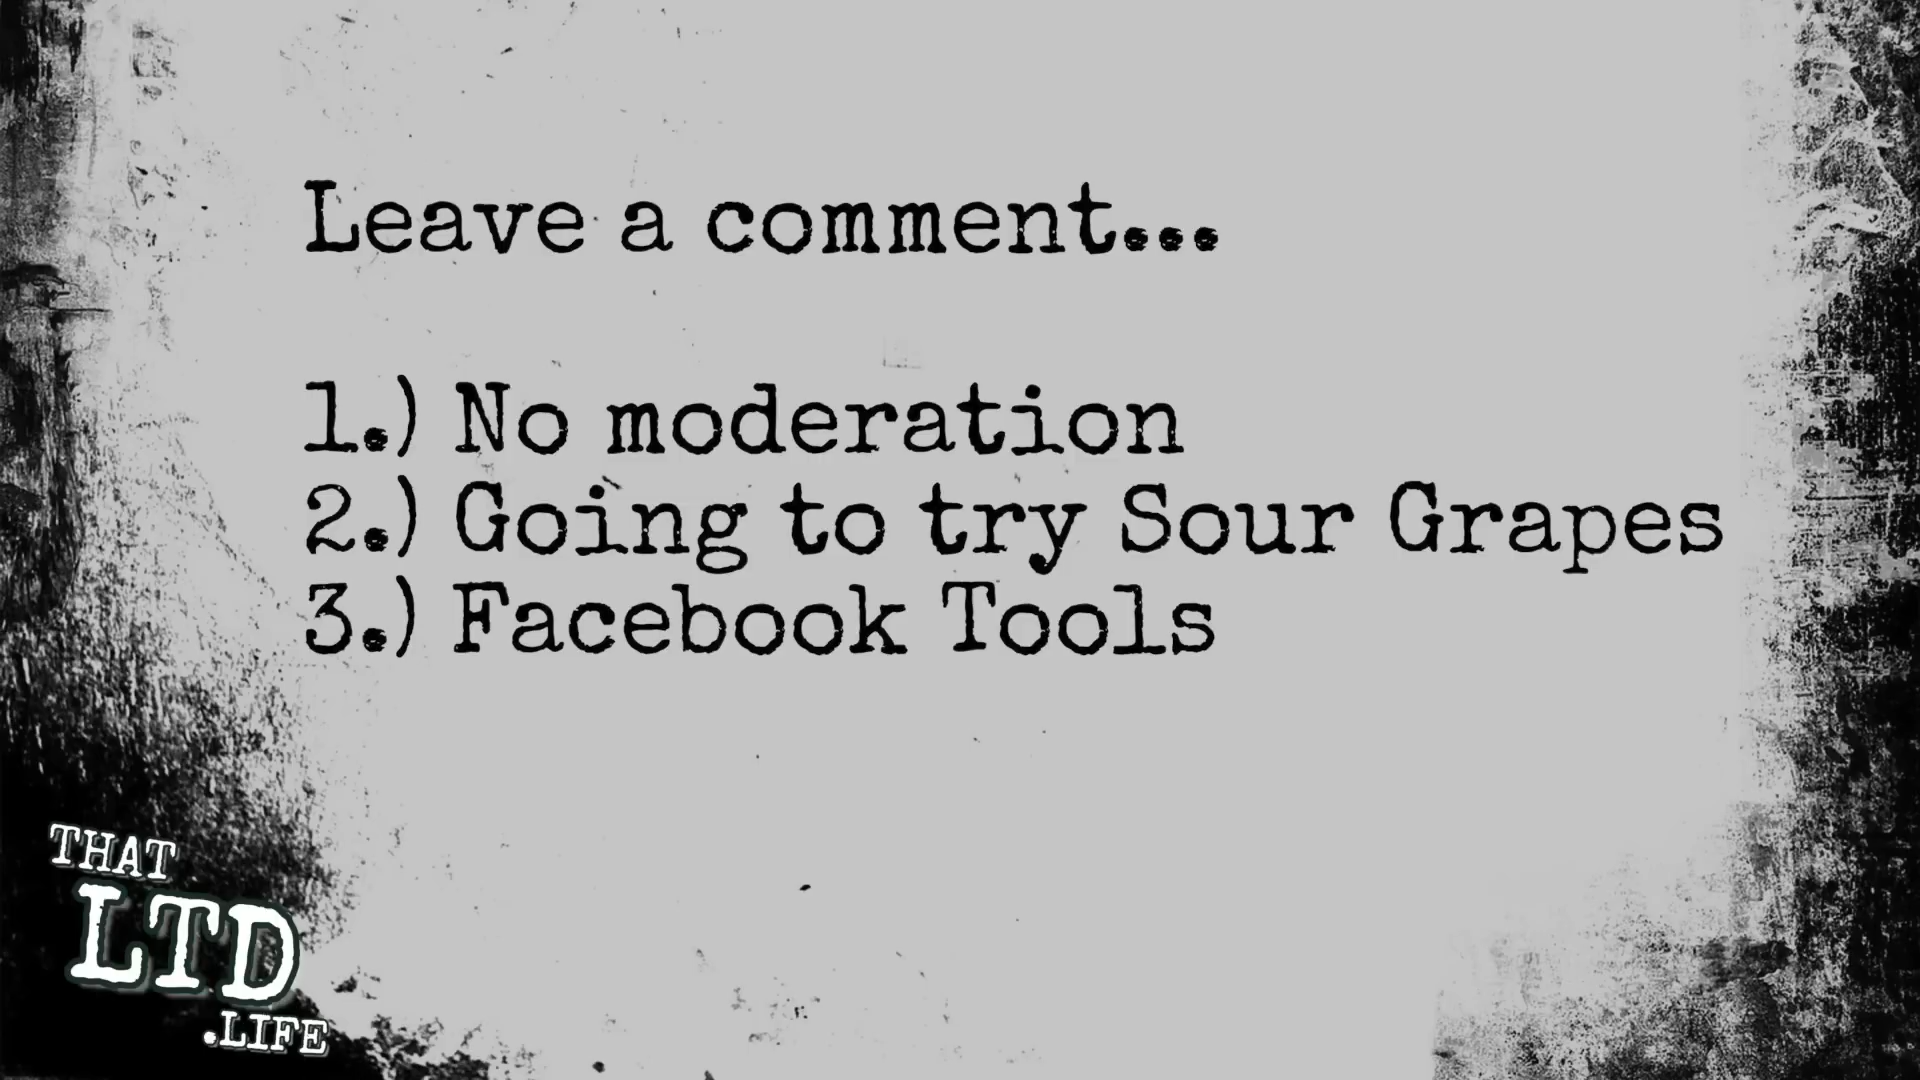 Leave a comment...
1.) No moderation
2.) Going to try Sour Grapes
3.) Facebook Tools
THAT
LTD
.LIFE